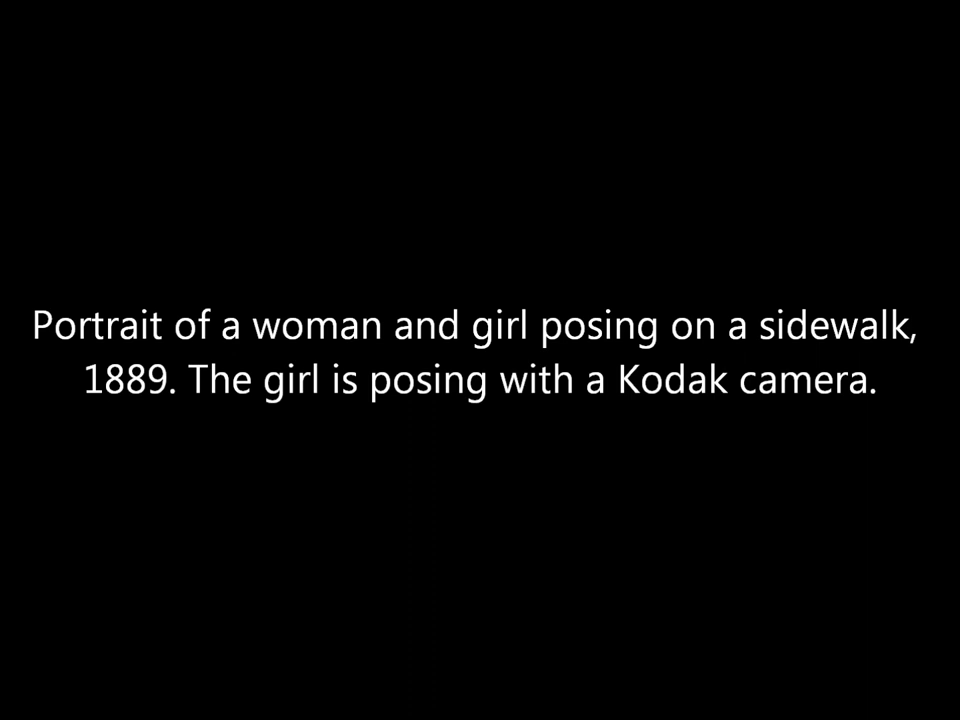 Portrait of a woman and girl posing on a sidewalk,
1889. The girl is posing with a Kodak camera.